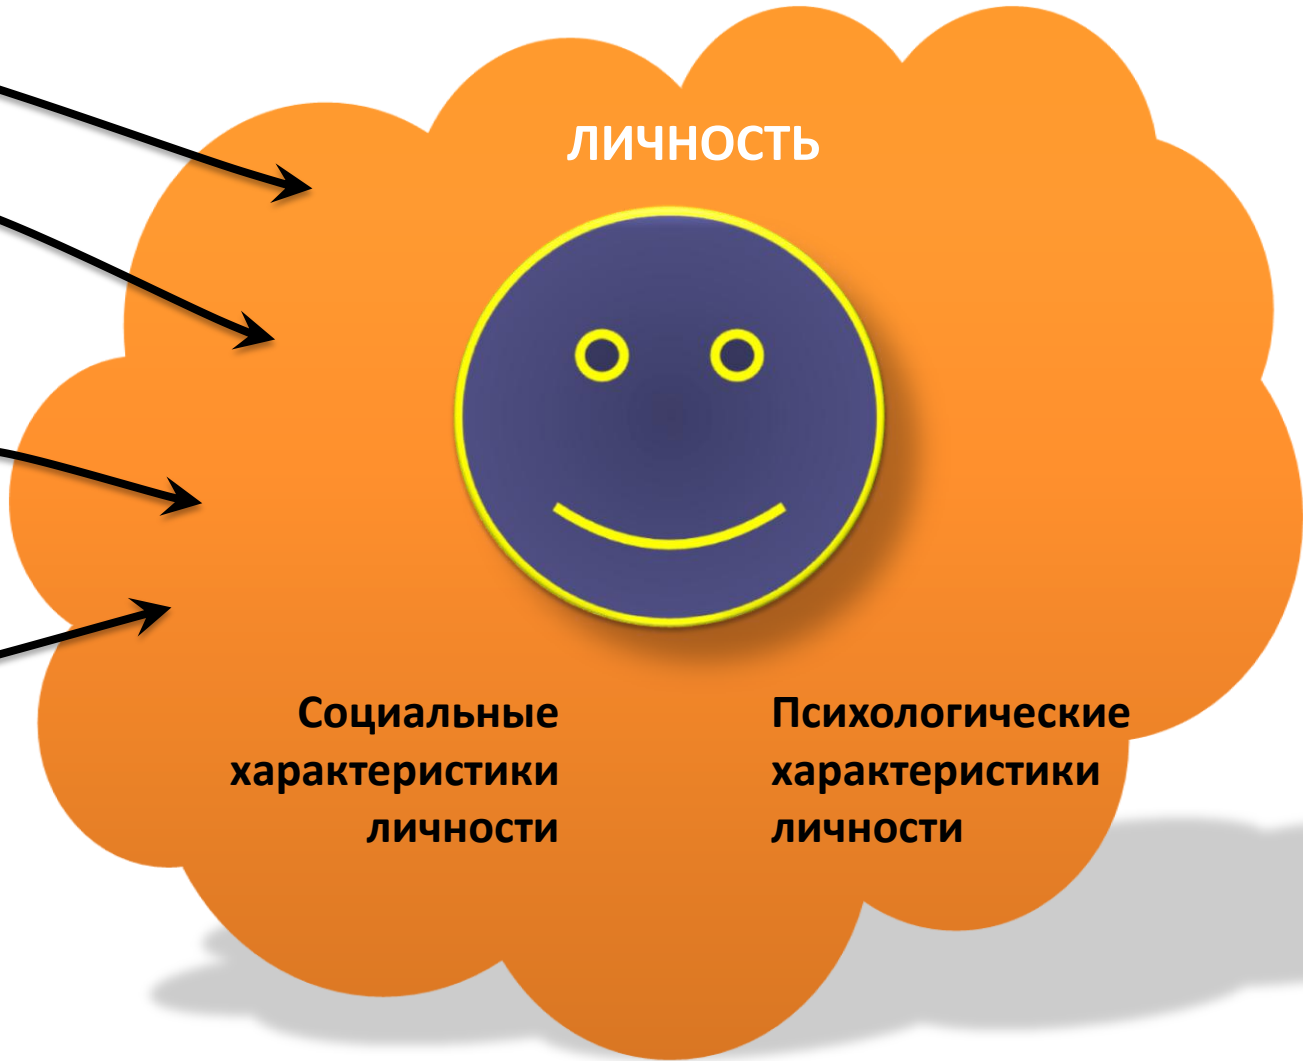 ЛИЧНОСТЬ
Социальные
характеристики
личности
Психологические
характеристики
личности